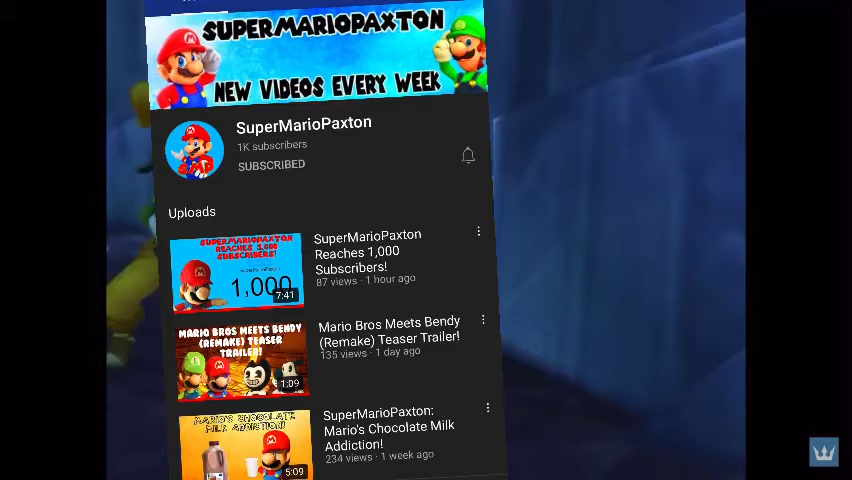 SUPERMARIOPAXTON
NEW VIDEOS EVERY WEEK
SuperMarioPaxton
1K subscribers
SUBSCRIBED
Uploads
SUPERMARIOPAXTON
REACHES 1,000
SUBSCRIBERS!
SuperMarioPaxton
1,000
7:41
SuperMarioPaxton
Reaches 1,000
Subscribers!
87 views · 1 hour ago
MARIO BROS MEETS BENDY
(REMAKE) TEASER
TRAILER!
1:09
Mario Bros Meets Bendy
(Remake) Teaser Trailer!
135 views · 1 day ago
MARIO'S CHOCOLATE
MILK ADDICTION!
5:09
SuperMarioPaxton:
Mario's Chocolate Milk
Addiction!
234 views · 1 week ago